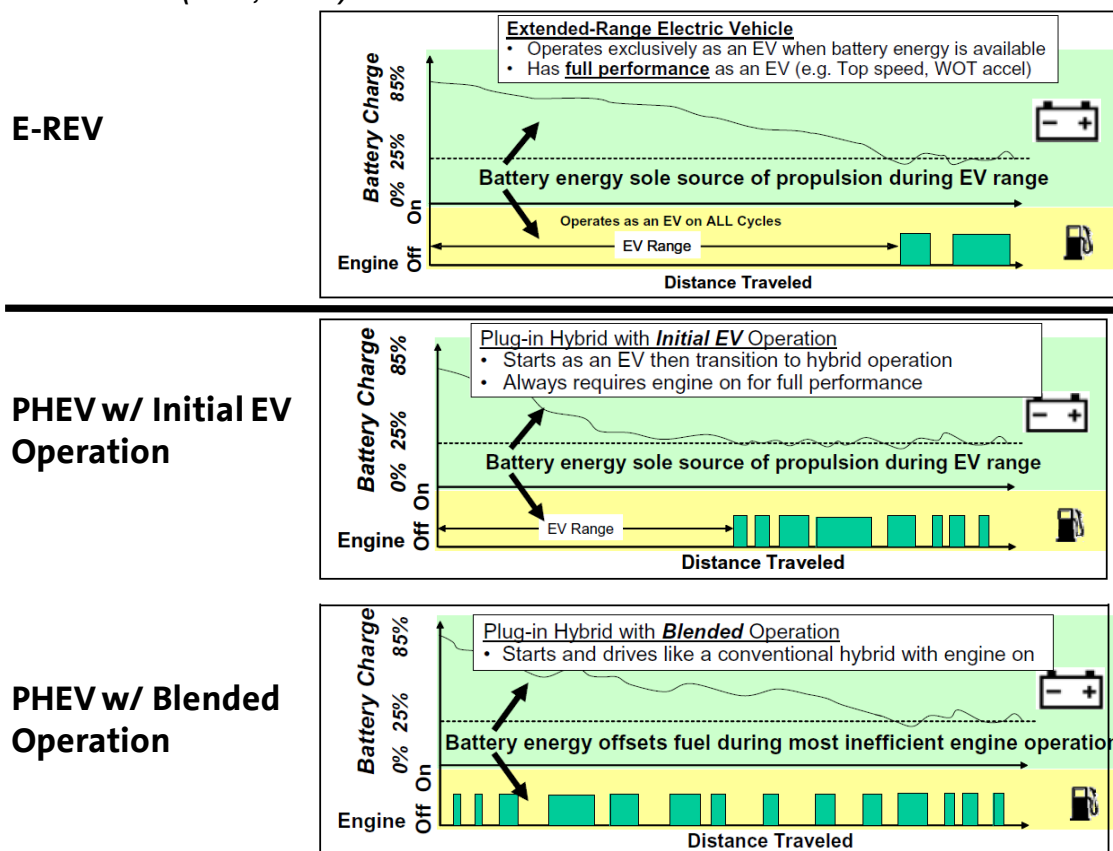 E-REV
Extended-Range Electric Vehicle
• Operates exclusively as an EV when battery energy is available
• Has full performance as an EV (e.g. Top speed, WOT accel)
Battery Charge
85%
25%
0%
Battery energy sole source of propulsion during EV range
On
Off
Operates as an EV on ALL Cycles
EV Range
Engine
Distance Traveled
PHEV w/ Initial EV
Operation
Plug-in Hybrid with Initial EV Operation
• Starts as an EV then transition to hybrid operation
• Always requires engine on for full performance
Battery Charge
85%
25%
0%
Battery energy sole source of propulsion during EV range
On
Off
EV Range
Engine
Distance Traveled
PHEV w/ Blended
Operation
Plug-in Hybrid with Blended Operation
• Starts and drives like a conventional hybrid with engine on
Battery Charge
85%
25%
0%
Battery energy offsets fuel during most inefficient engine operation
On
Off
Engine
Distance Traveled